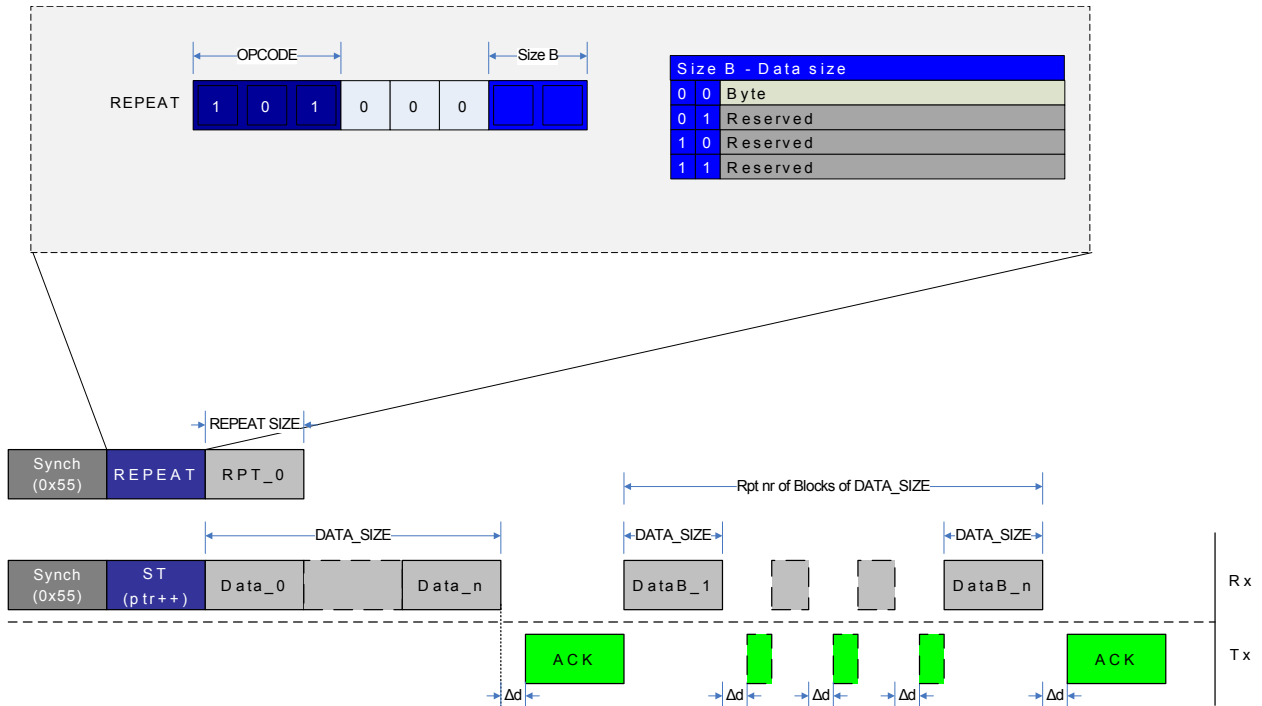 OPCODE
Size B
REPEAT
1 0 1 0 0 0
Size B - Data size
0 0 Byte
0 1 Reserved
1 0 Reserved
1 1 Reserved
REPEAT SIZE
Synch
(0x55)
REPEAT
RPT_0
Rpt nr of Blocks of DATA_SIZE
DATA_SIZE
DATA_SIZE
DATA_SIZE
Synch
(0x55)
ST
(ptr++)
Data_0
Data_n
DataB_1
DataB_n
Rx
ACK
ACK
Tx
Δd
Δd
Δd
Δd
Δd